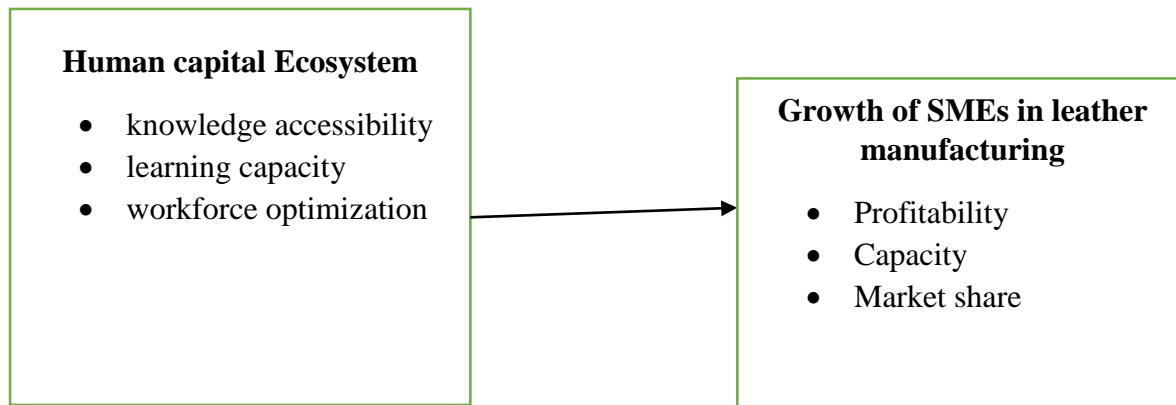 Human capital Ecosystem
• knowledge accessibility
• learning capacity
• workforce optimization
Growth of SMEs in leather
manufacturing
• Profitability
• Capacity
• Market share